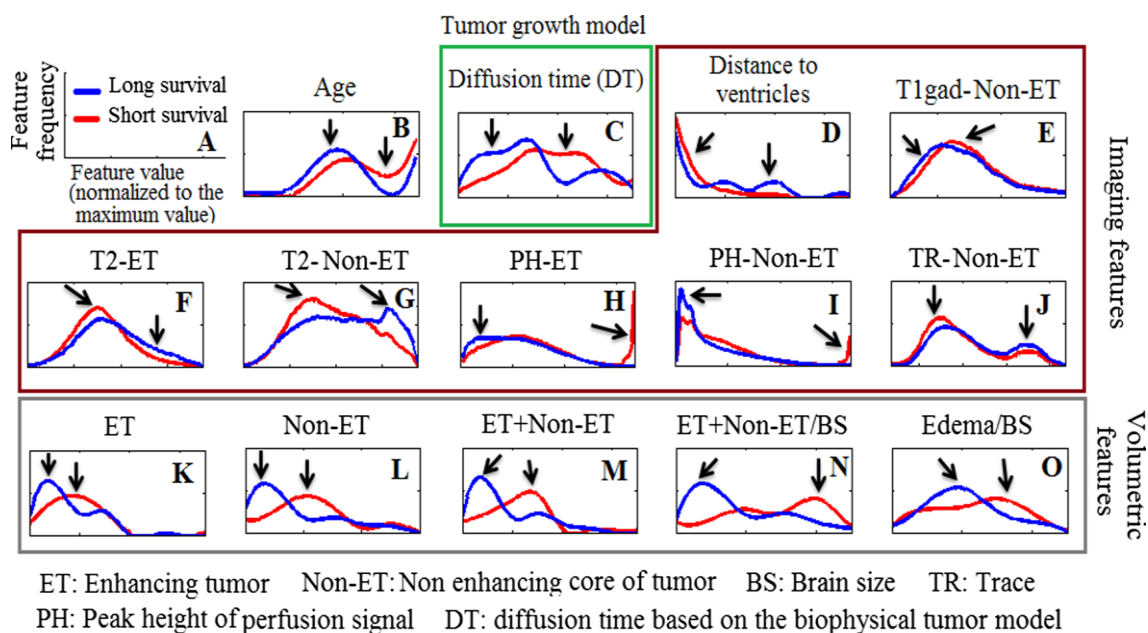 Tumor growth model
Feature
frequency
Long survival
Short survival
A
Feature value
(normalized to the
maximum value)
Age
B
Diffusion time (DT)
C
Distance to
ventricles
D
T1gad-Non-ET
E
Imaging features
T2-ET
F
T2-Non-ET
G
PH-ET
H
PH-Non-ET
I
TR-Non-ET
J
ET
K
Non-ET
L
ET+Non-ET
M
ET+Non-ET/BS
N
Edema/BS
O
Volumetric
features
ET: Enhancing tumor Non-ET: Non enhancing core of tumor BS: Brain size TR: Trace
PH: Peak height of perfusion signal DT: diffusion time based on the biophysical tumor model